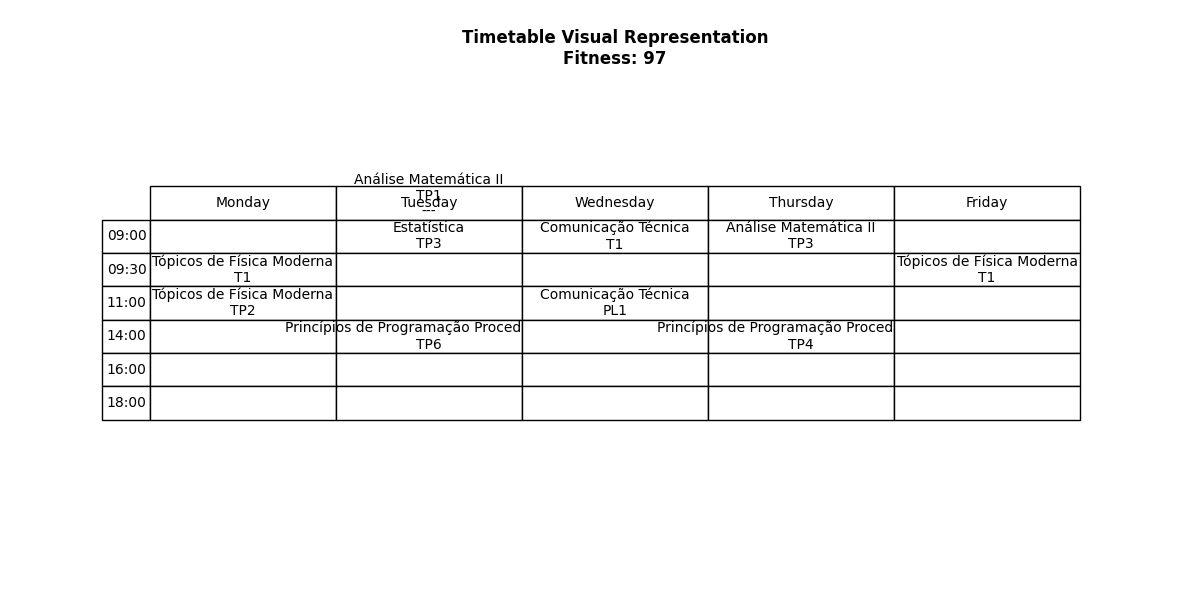 Timetable Visual Representation
Fitness: 97
Monday
Análise Matemática II
TP1
---
Tuesday
Wednesday
Thursday
Friday
09:00
Estatística
TP3
Comunicação Técnica
T1
Análise Matemática II
TP3
09:30
Tópicos de Física Moderna
T1
Tópicos de Física Moderna
T1
11:00
Tópicos de Física Moderna
TP2
Comunicação Técnica
PL1
14:00
Princípios de Programação Proced
TP6
Princípios de Programação Proced
TP4
16:00
18:00